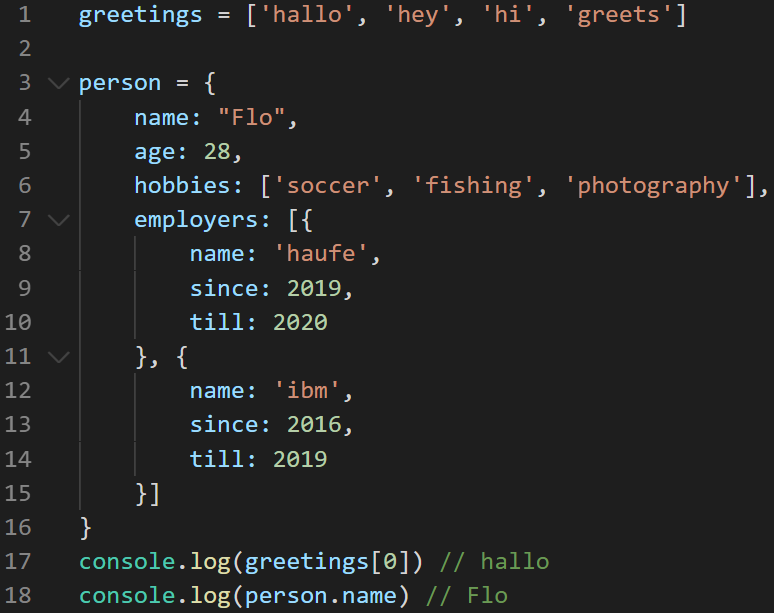 1 greetings = ['hallo', 'hey', 'hi', 'greets']
2
3 person = {
4     name: "Flo",
5     age: 28,
6     hobbies: ['soccer', 'fishing', 'photography'],
7     employers: [{
8         name: 'haufe',
9         since: 2019,
10         till: 2020
11     }, {
12         name: 'ibm',
13         since: 2016,
14         till: 2019
15     }]
16 }
17 console.log(greetings[0]) // hallo
18 console.log(person.name) // Flo